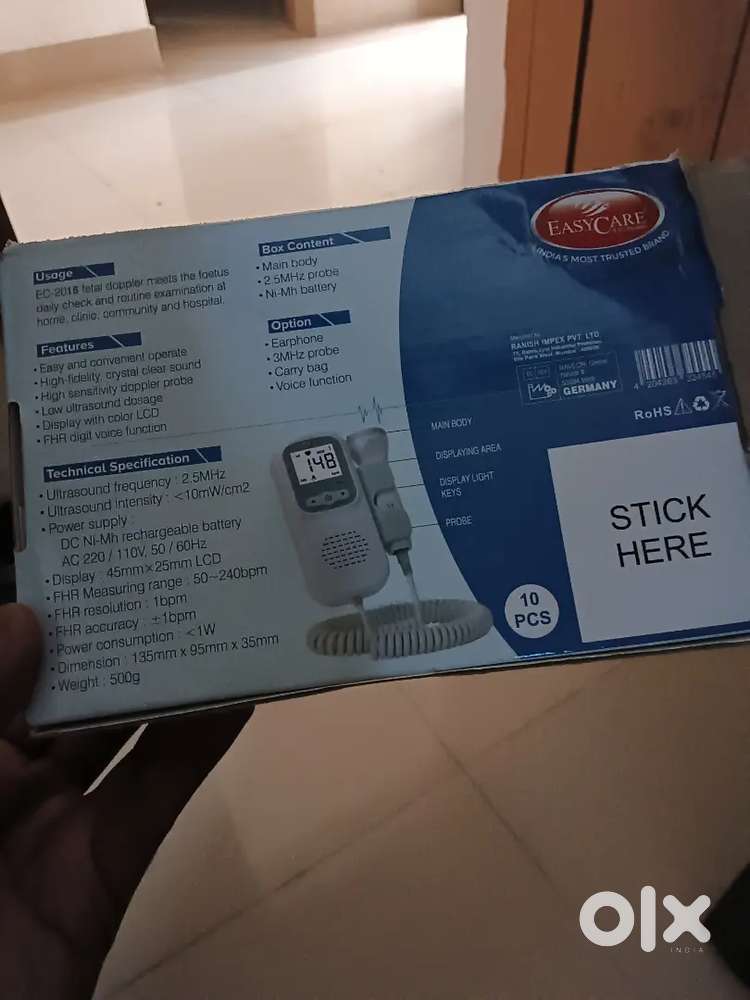 EASYCARE
INDIA'S MOST TRUSTED BRAND
Usage
EC-2018 fetal doppler meets the foetus
daily check and routine examination at
home, clinic, community and hospital.
Features
• Easy and convenient operate
• High-fidelity, crystal clear sound
• High sensitivity doppler probe
• Low ultrasound dosage
• Display with color LCD
• FHR digit voice function
Technical Specification
• Ultrasound frequency : 2.5MHz
• Ultrasound intensity : <10mW/cm2
• Power supply :
DC Ni-Mh rechargeable battery
AC 220 / 110V, 50 / 60Hz
• Display : 45mm×25mm LCD
• FHR Measuring range : 50~240bpm
• FHR resolution : 1bpm
• FHR accuracy : ±1bpm
• Power consumption : <1W
• Dimension : 135mm x 95mm x 35mm
• Weight : 500g
Box Content
• Main body
• 2.5MHz probe
• Ni-Mh battery
Option
• Earphone
• 3MHz probe
• Carry bag
• Voice function
148
MAIN BODY
DISPLAYING AREA
DISPLAY LIGHT
KEYS
PROBE
RANISH IMPEX PVT. LTD.
GERMANY
RoHS
10
PCS
STICK
HERE
olx
INDIA